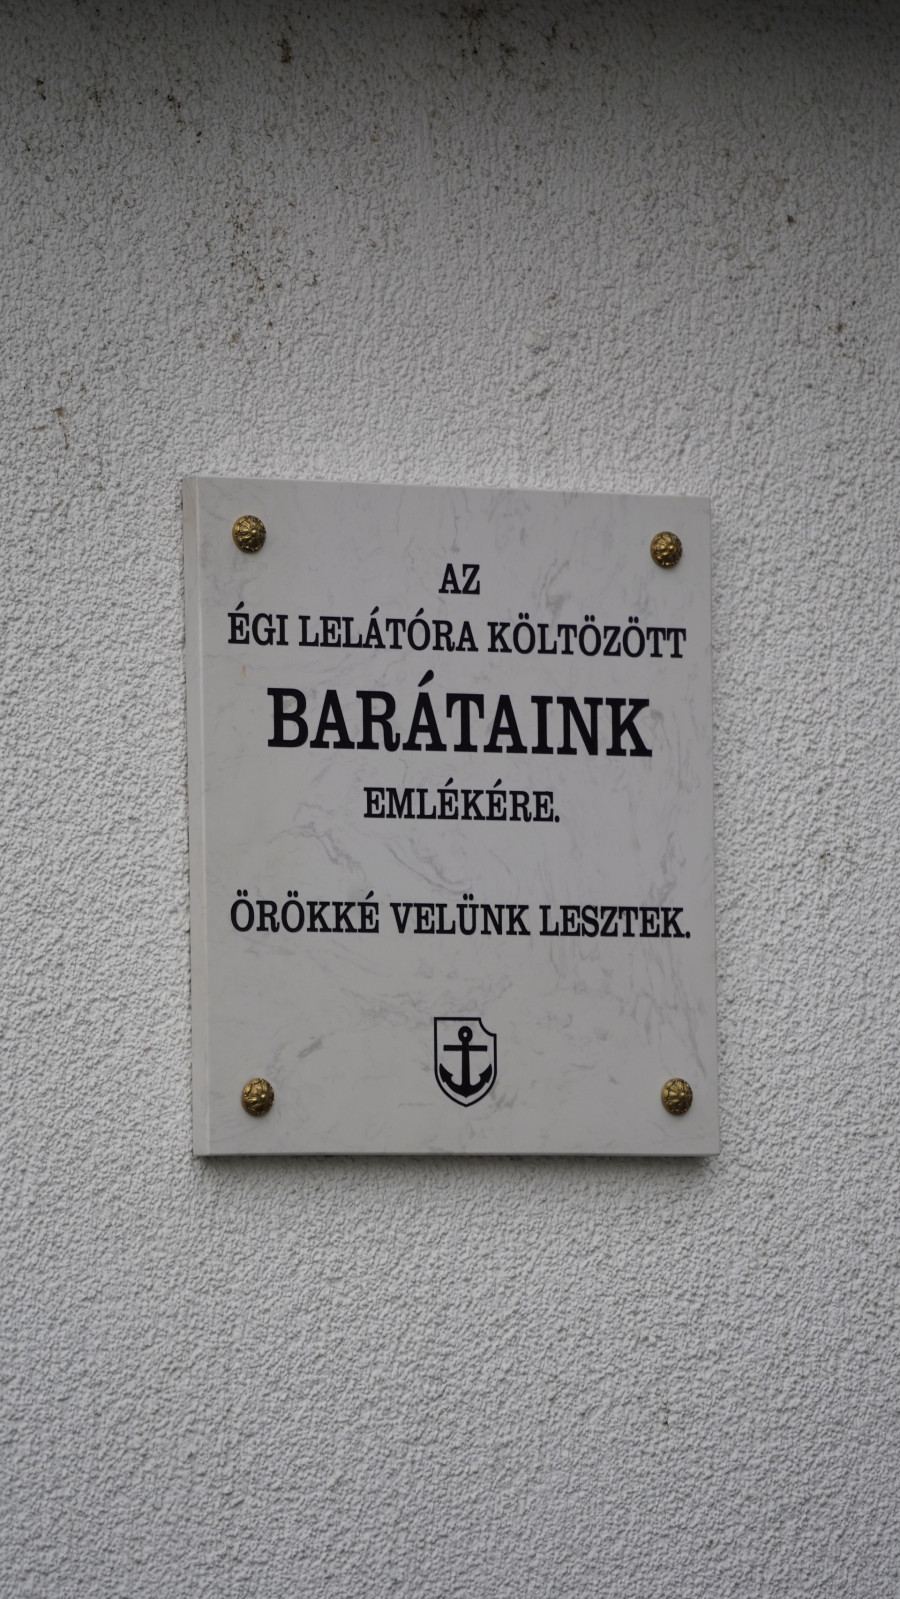 AZ
ÉGI LELÁTÓRA KÖLTÖZÖTT
BARÁTAINK
EMLÉKÉRE.
ÖRÖKKÉ VELÜNK LESZTEK.